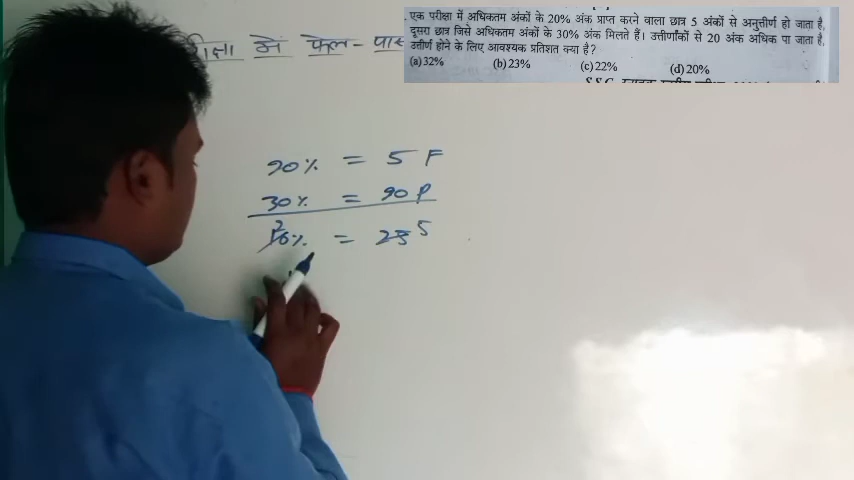 एक परीक्षा में अधिकतम अंकों के 20% अंक प्राप्त करने वाला छात्र 5 अंकों से अनुत्तीर्ण हो जाता है,
दूसरा छात्र जिसे अधिकतम अंकों के 30% अंक मिलते हैं। उत्तीर्णांकों से 20 अंक अधिक पा जाता है,
उत्तीर्ण होने के लिए आवश्यक प्रतिशत क्या है?
(a) 32% (b) 23% (c) 22% (d) 20%
में फेल-पास
20% = 5 F
30% = 20 P
2
10% = 25 5